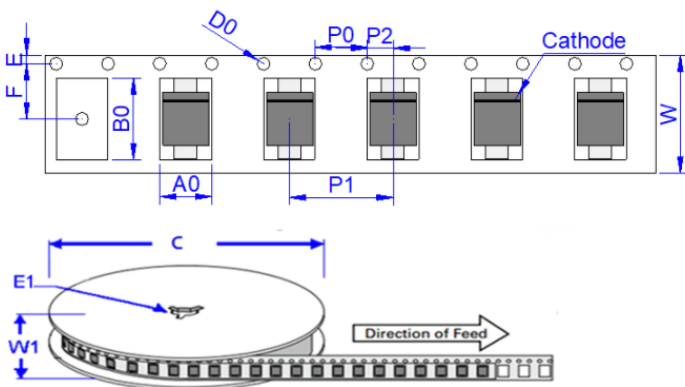 D0 P0 P2
Cathode
E
F
B0
W
A0
P1
C
E1
W1
Direction of Feed